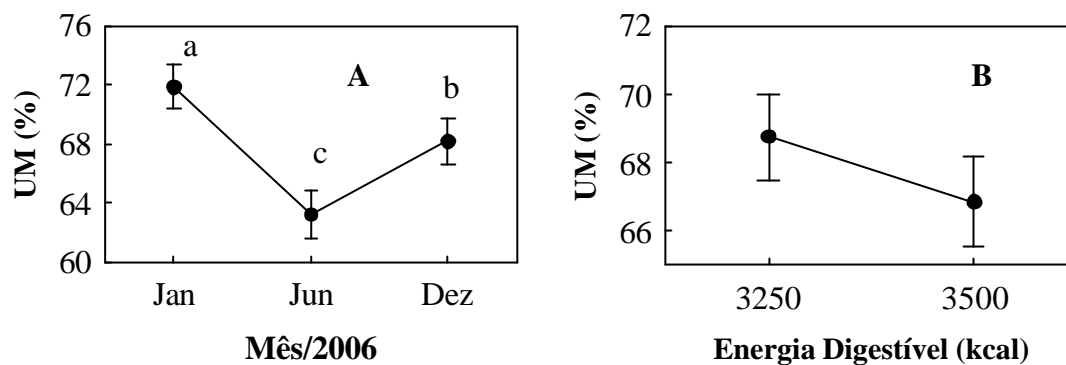 76
72
68
64
60
UM (%)
a
A
b
c
Jan
Jun
Dez
Mês/2006
72
70
68
66
UM (%)
B
3250
3500
Energia Digestível (kcal)